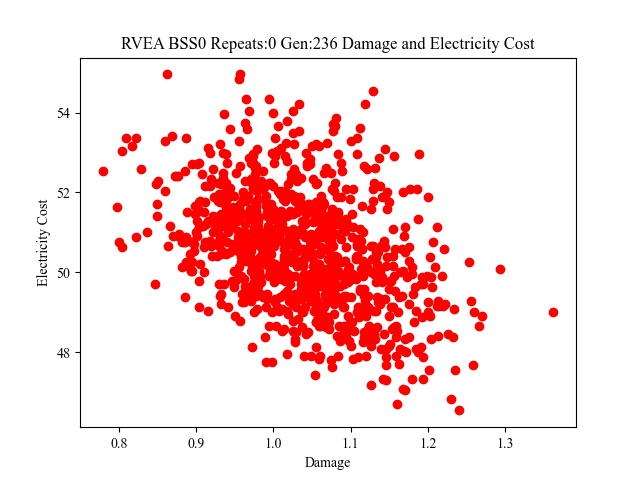 RVEA BSS0 Repeats:0 Gen:236 Damage and Electricity Cost
Electricity Cost
54
52
50
48
0.8 0.9 1.0 1.1 1.2 1.3
Damage